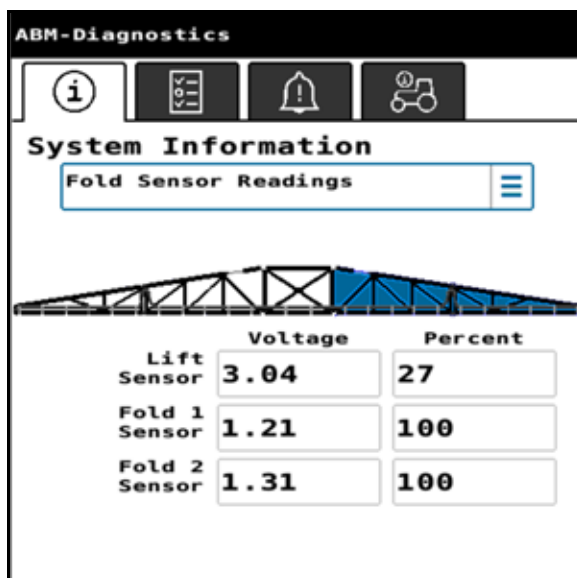 ABM-Diagnostics
System Information
Fold Sensor Readings
Voltage Percent
Lift
Sensor 3.04 27
Fold 1
Sensor 1.21 100
Fold 2
Sensor 1.31 100